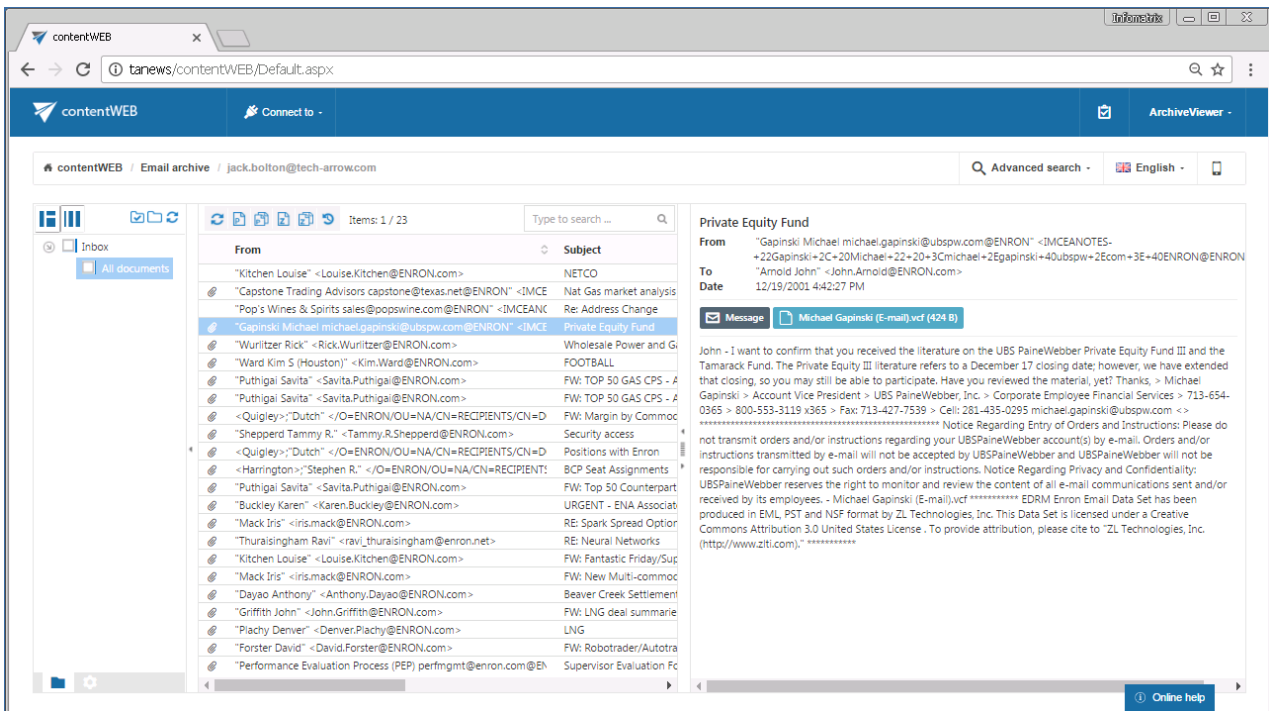 Infomatrix
contentWEB
tanews/contentWEB/Default.aspx
contentWEB
Connect to -
ArchiveViewer -
contentWEB / Email archive / jack.bolton@tech-arrow.com
Advanced search -
English -
Items: 1 / 23
Type to search ...
Inbox
All documents
From Subject
"Kitchen Louise" <Louise.Kitchen@ENRON.com> NETCO
"Capstone Trading Advisors capstone@texas.net@ENRON" <IMCE Nat Gas market analysis
"Pop's Wines & Spirits sales@popswine.com@ENRON" <IMCEANC Re: Address Change
"Gapinski Michael michael.gapinski@ubspw.com@ENRON" <IMCE Private Equity Fund
"Wurlitzer Rick" <Rick.Wurlitzer@ENRON.com> Wholesale Power and Ga
"Ward Kim S (Houston)" <Kim.Ward@ENRON.com> FOOTBALL
"Puthigai Savita" <Savita.Puthigai@ENRON.com> FW: TOP 50 GAS CPS - A
"Puthigai Savita" <Savita.Puthigai@ENRON.com> FW: TOP 50 GAS CPS - A
<Quigley>;"Dutch" </O=ENRON/OU=NA/CN=RECIPIENTS/CN=D FW: Margin by Commod
"Shepperd Tammy R." <Tammy.R.Shepperd@ENRON.com> Security access
<Quigley>;"Dutch" </O=ENRON/OU=NA/CN=RECIPIENTS/CN=D Positions with Enron
<Harrington>;"Stephen R." </O=ENRON/OU=NA/CN=RECIPIENTS BCP Seat Assignments
"Puthigai Savita" <Savita.Puthigai@ENRON.com> FW: Top 50 Counterpart
"Buckley Karen" <Karen.Buckley@ENRON.com> URGENT - ENA Associat
"Mack Iris" <iris.mack@ENRON.com> RE: Spark Spread Option
"Thuraisingham Ravi" <ravi_thuraisingham@enron.net> RE: Neural Networks
"Kitchen Louise" <Louise.Kitchen@ENRON.com> FW: Fantastic Friday/Sup
"Mack Iris" <iris.mack@ENRON.com> FW: New Multi-commoc
"Dayao Anthony" <Anthony.Dayao@ENRON.com> Beaver Creek Settlement
"Griffith John" <John.Griffith@ENRON.com> FW: LNG deal summarie
"Plachy Denver" <Denver.Plachy@ENRON.com> LNG
"Forster David" <David.Forster@ENRON.com> FW: Robotrader/Autotra
"Performance Evaluation Process (PEP) perfmgmt@enron.com@EN Supervisor Evaluation Fo
Private Equity Fund
From "Gapinski Michael michael.gapinski@ubspw.com@ENRON" <IMCEANOTES-
+22Gapinski+2C+20Michael+22+20+3Cmichael+2Egapinski+40ubspw+2Ecom+3E+40ENRON@ENRON
To "Arnold John" <John.Arnold@ENRON.com>
Date 12/19/2001 4:42:27 PM
Message
Michael Gapinski (E-mail).vcf (424 B)
John - I want to confirm that you received the literature on the UBS PaineWebber Private Equity Fund III and the
Tamarack Fund. The Private Equity III literature refers to a December 17 closing date; however, we have extended
that closing, so you may still be able to participate. Have you reviewed the material, yet? Thanks, > Michael
Gapinski > Account Vice President > UBS PaineWebber, Inc. > Corporate Employee Financial Services > 713-654-
0365 > 800-553-3119 x365 > Fax: 713-427-7539 > Cell: 281-435-0295 michael.gapinski@ubspw.com <>
****************************************************** Notice Regarding Entry of Orders and Instructions: Please do
not transmit orders and/or instructions regarding your UBSPaineWebber account(s) by e-mail. Orders and/or
instructions transmitted by e-mail will not be accepted by UBSPaineWebber and UBSPaineWebber will not be
responsible for carrying out such orders and/or instructions. Notice Regarding Privacy and Confidentiality:
UBSPaineWebber reserves the right to monitor and review the content of all e-mail communications sent and/or
received by its employees. - Michael Gapinski (E-mail).vcf *********** EDRM Enron Email Data Set has been
produced in EML, PST and NSF format by ZL Technologies, Inc. This Data Set is licensed under a Creative
Commons Attribution 3.0 United States License . To provide attribution, please cite to "ZL Technologies, Inc.
(http://www.zlti.com)." ***********
Online help